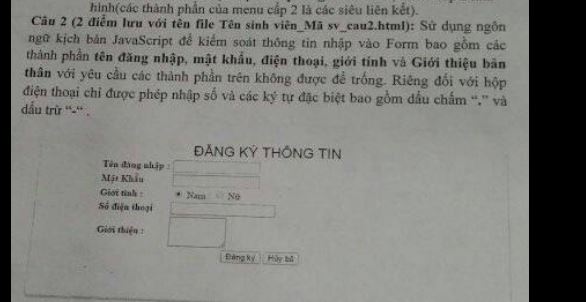 hình(các thành phần của menu cấp 2 là các siêu liên kết).
Câu 2 (2 điểm lưu với tên file Tên sinh viên_Mã sv_cau2.html): Sử dụng ngôn
ngữ kịch bản JavaScript để kiểm soát thông tin nhập vào Form bao gồm các
thành phần tên đăng nhập, mật khẩu, điện thoại, giới tính và Giới thiệu bản
thân với yêu cầu các thành phần trên không được để trống. Riêng đối với hộp
điện thoại chỉ được phép nhập số và các ký tự đặc biệt bao gồm dấu chấm “.” và
dấu trừ “-“ .
ĐĂNG KÝ THÔNG TIN
Tên đăng nhập :
Mật Khẩu
Giới tính : Nam Nữ
Số điện thoại
Giới thiệu :
Đăng ký Hủy bỏ